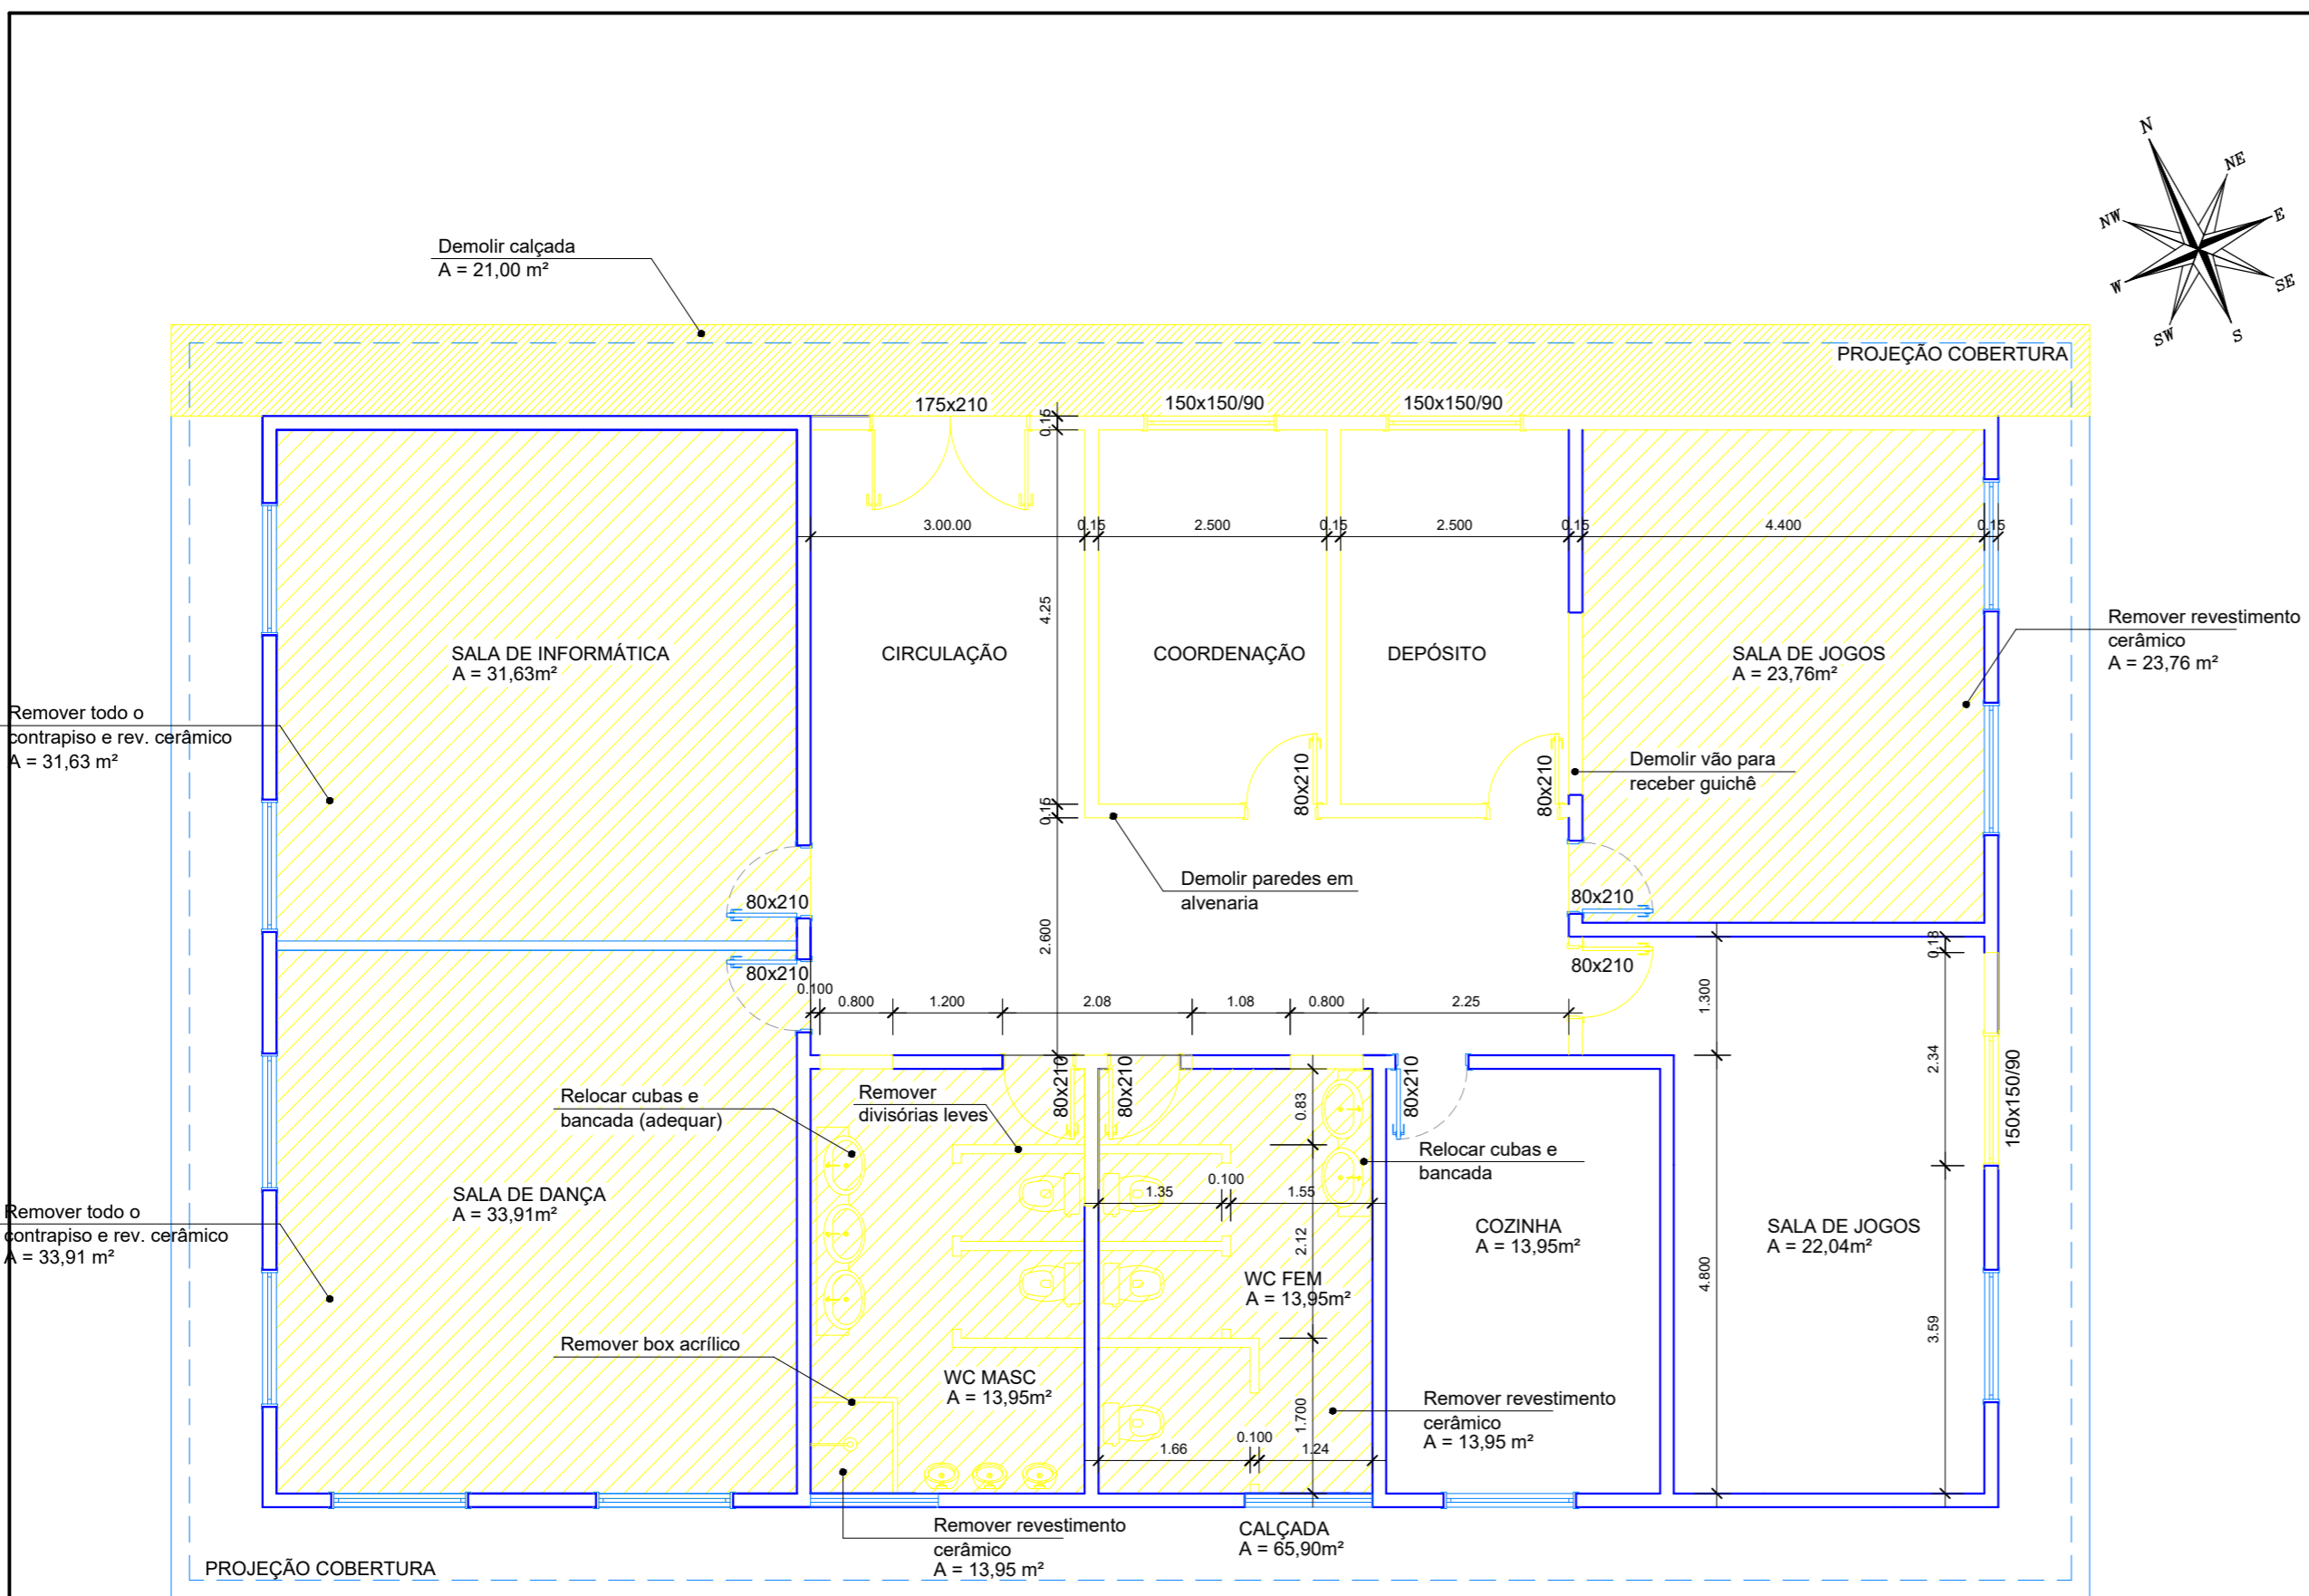 N
NE
NW
E
W
SE
SW
S
Demolir calçada
A = 21,00 m²
PROJEÇÃO COBERTURA
175x210
150x150/90
150x150/90
0.15
3.00.00
0.15
2.500
0.15
2.500
0.15
4.400
0.15
4.25
Remover revestimento
cerâmico
A = 23,76 m²
SALA DE INFORMÁTICA
A = 31,63m²
CIRCULAÇÃO
COORDENAÇÃO
DEPÓSITO
SALA DE JOGOS
A = 23,76m²
Remover todo o
contrapiso e rev. cerâmico
A = 31,63 m²
Demolir vão para
receber guichê
80x210
80x210
0.15
Demolir paredes em
alvenaria
80x210
80x210
2.600
0.18
80x210
80x210
0.100
0.800
1.200
2.08
1.08
0.800
2.25
1.300
2.34
150x150/90
80x210
80x210
80x210
Relocar cubas e
bancada (adequar)
Remover
divisórias leves
0.83
Relocar cubas e
bancada
1.35
0.100
1.55
SALA DE DANÇA
A = 33,91m²
Remover todo o
contrapiso e rev. cerâmico
A = 33,91 m²
2.12
COZINHA
A = 13,95m²
SALA DE JOGOS
A = 22,04m²
WC FEM
A = 13,95m²
4.800
3.59
Remover box acrílico
WC MASC
A = 13,95m²
1.700
Remover revestimento
cerâmico
A = 13,95 m²
1.66
0.100
1.24
Remover revestimento
cerâmico
A = 13,95 m²
CALÇADA
A = 65,90m²
PROJEÇÃO COBERTURA